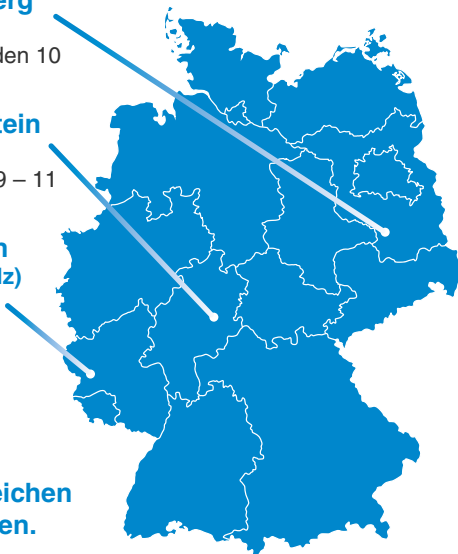 erg
den 10
tein
9 – 11
n
lz)
eichen
en.